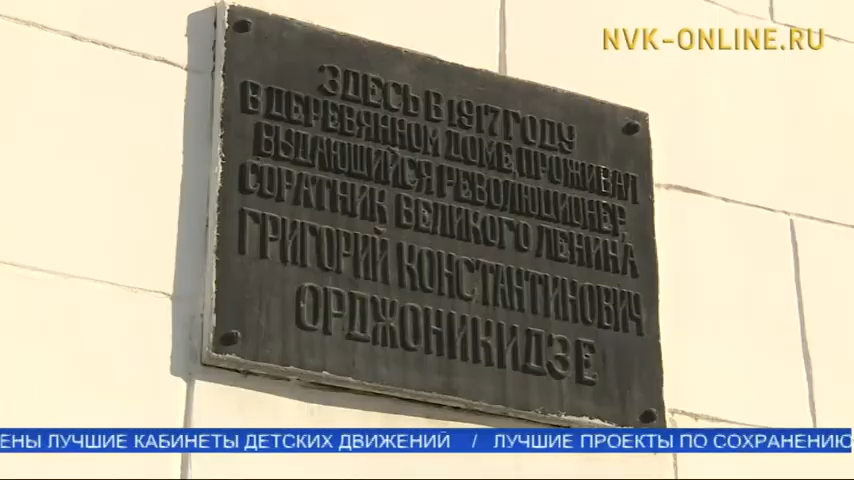 NVK-ONLINE.RU
ЗДЕСЬ В 1917 ГОДУ
В ДЕРЕВЯННОМ ДОМЕ, ПРОЖИВАЛ
ВЫДАЮЩИЙСЯ РЕВОЛЮЦИОНЕР,
СОРАТНИК ВЕЛИКОГО ЛЕНИНА
ГРИГОРИЙ КОНСТАНТИНОВИЧ
ОРДЖОНИКИДЗЕ
ЕНЫ ЛУЧШИЕ КАБИНЕТЫ ДЕТСКИХ ДВИЖЕНИЙ / ЛУЧШИЕ ПРОЕКТЫ ПО СОХРАНЕНИЮ